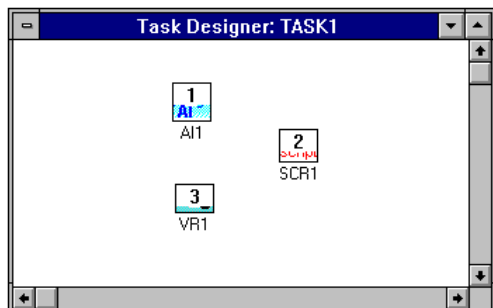 Task Designer: TASK1
1
AI
AI1
2
script
SCR1
3
VR1